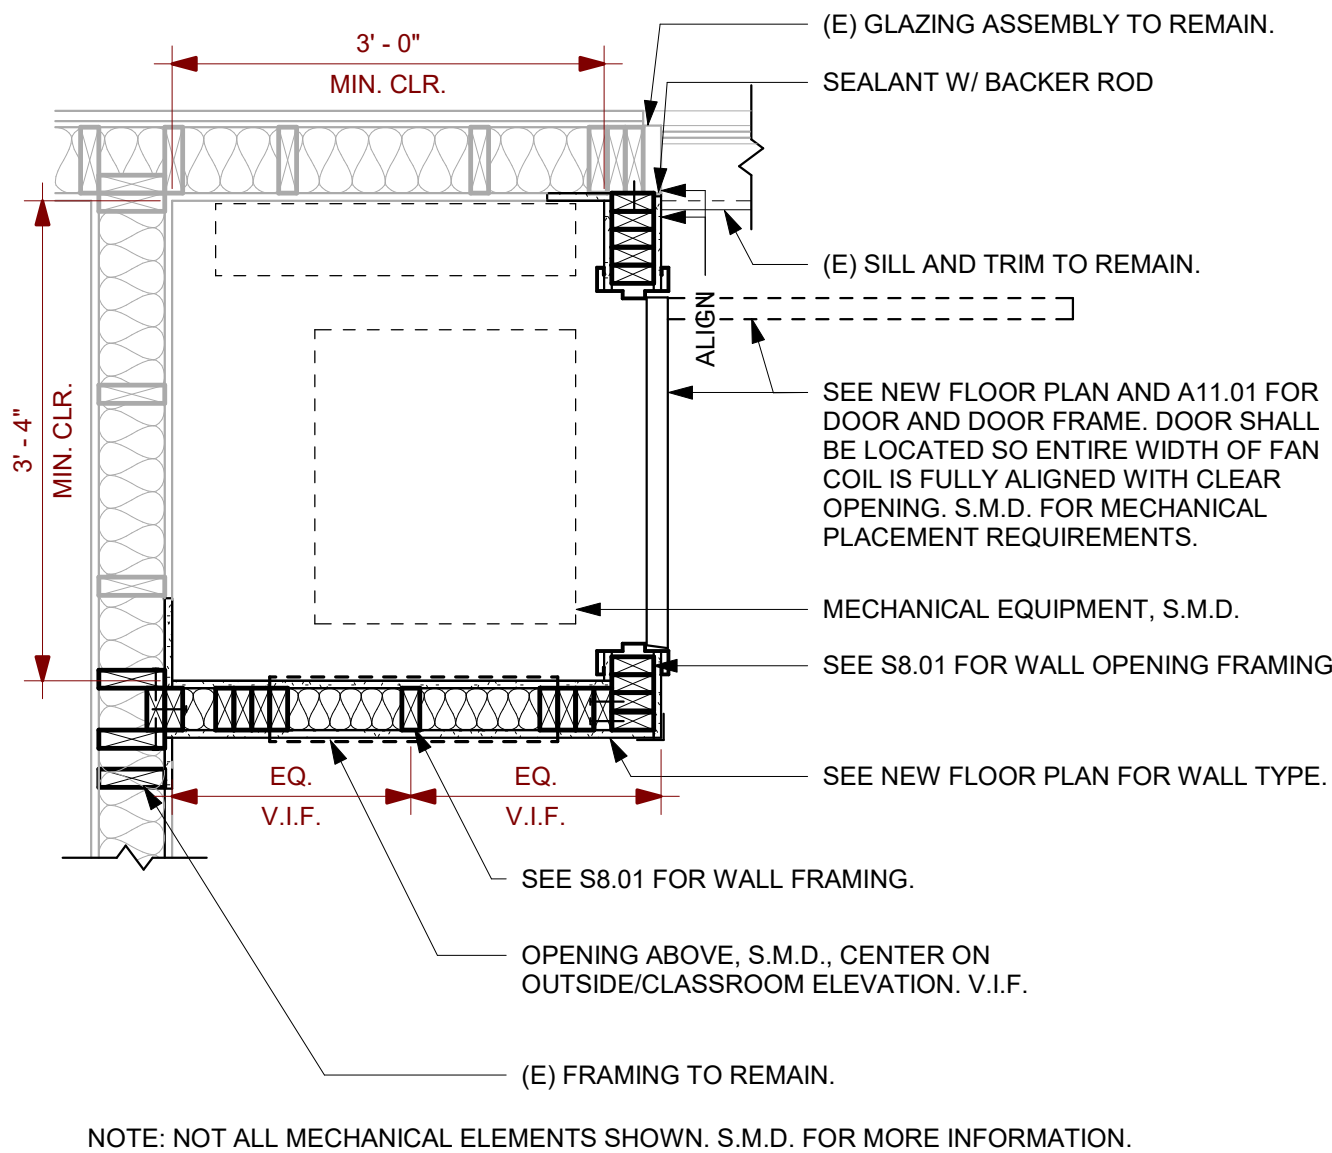 3' - 0"
MIN. CLR.
(E) GLAZING ASSEMBLY TO REMAIN.
SEALANT W/ BACKER ROD
(E) SILL AND TRIM TO REMAIN.
ALIGN
3' - 4"
MIN. CLR.
SEE NEW FLOOR PLAN AND A11.01 FOR
DOOR AND DOOR FRAME. DOOR SHALL
BE LOCATED SO ENTIRE WIDTH OF FAN
COIL IS FULLY ALIGNED WITH CLEAR
OPENING. S.M.D. FOR MECHANICAL
PLACEMENT REQUIREMENTS.
MECHANICAL EQUIPMENT, S.M.D.
SEE S8.01 FOR WALL OPENING FRAMING
SEE NEW FLOOR PLAN FOR WALL TYPE.
EQ.
V.I.F.
EQ.
V.I.F.
SEE S8.01 FOR WALL FRAMING.
OPENING ABOVE, S.M.D., CENTER ON
OUTSIDE/CLASSROOM ELEVATION. V.I.F.
(E) FRAMING TO REMAIN.
NOTE: NOT ALL MECHANICAL ELEMENTS SHOWN. S.M.D. FOR MORE INFORMATION.